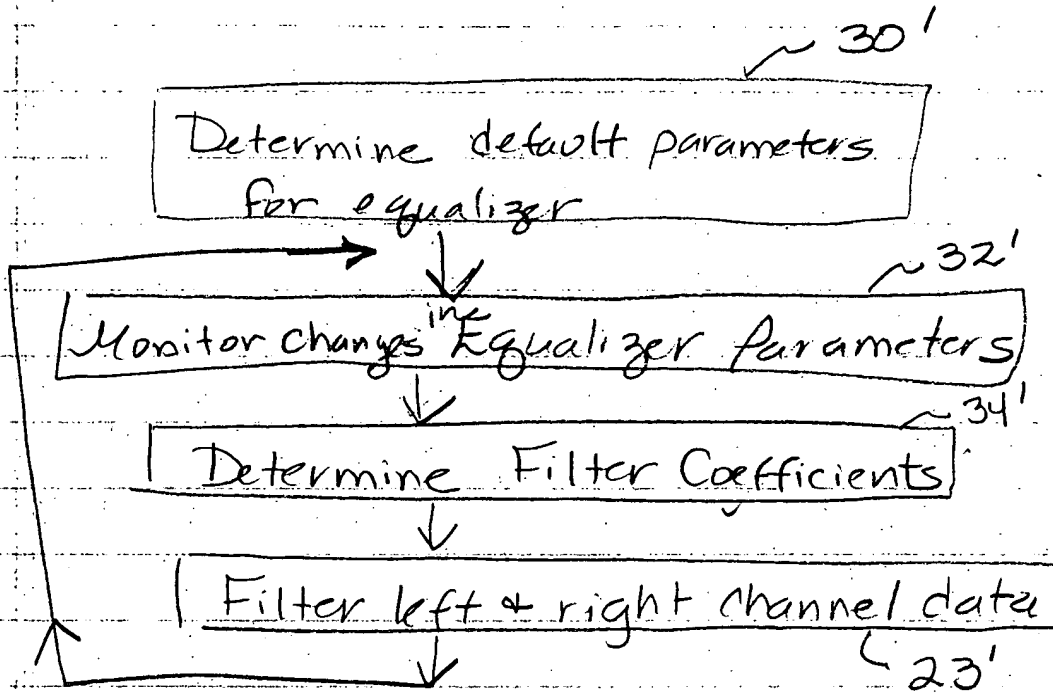 ~ 30'
Determine default parameters
for equalizer
~ 32'
Monitor changes in Equalizer Parameters
~ 34'
Determine Filter Coefficients
Filter left & right channel data
23'